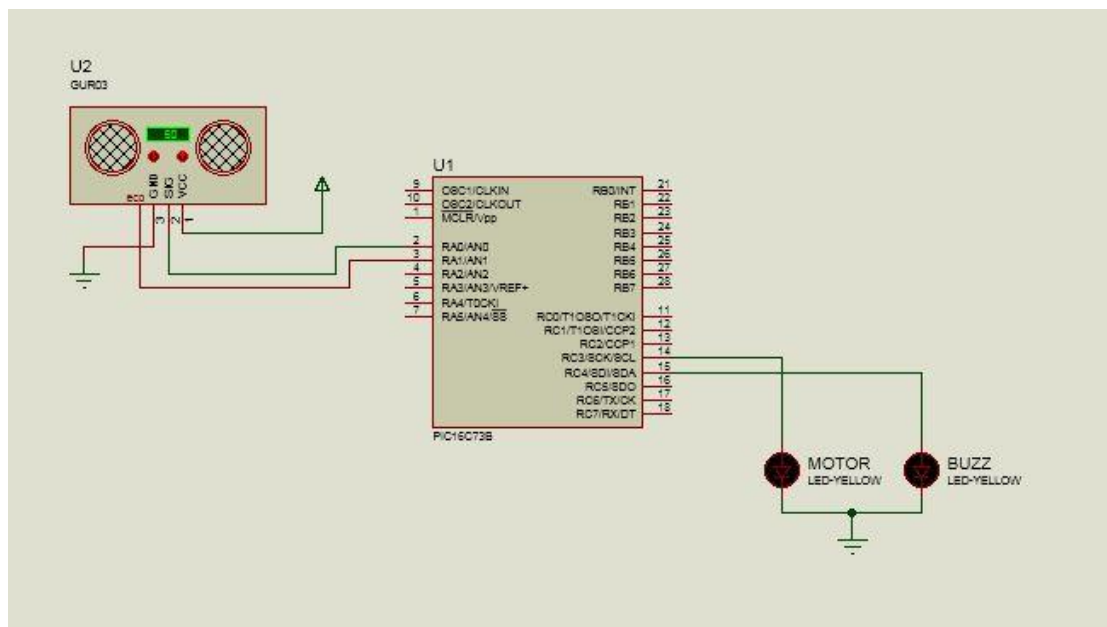 U2
GUR03
50
ECO
GND
SIG
VCC
3
2
1
U1
9 OSC1/CLKIN
10 OSC2/CLKOUT
1 MCLR/Vpp
2 RA0/AN0
3 RA1/AN1
4 RA2/AN2
5 RA3/AN3/VREF+
6 RA4/T0CKI
7 RA5/AN4/SS
RB0/INT 21
RB1 22
RB2 23
RB3 24
RB4 25
RB5 26
RB6 27
RB7 28
RC0/T1OSO/T1CKI 11
RC1/T1OSI/CCP2 12
RC2/CCP1 13
RC3/SCK/SCL 14
RC4/SDI/SDA 15
RC5/SDO 16
RC6/TX/CK 17
RC7/RX/DT 18
PIC16C73B
MOTOR
LED-YELLOW
BUZZ
LED-YELLOW